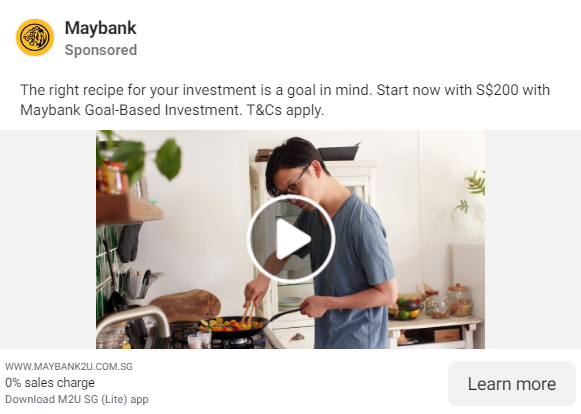 Maybank
Sponsored
The right recipe for your investment is a goal in mind. Start now with S$200 with
Maybank Goal-Based Investment. T&Cs apply.
WWW.MAYBANK2U.COM.SG
0% sales charge
Download M2U SG (Lite) app
Learn more